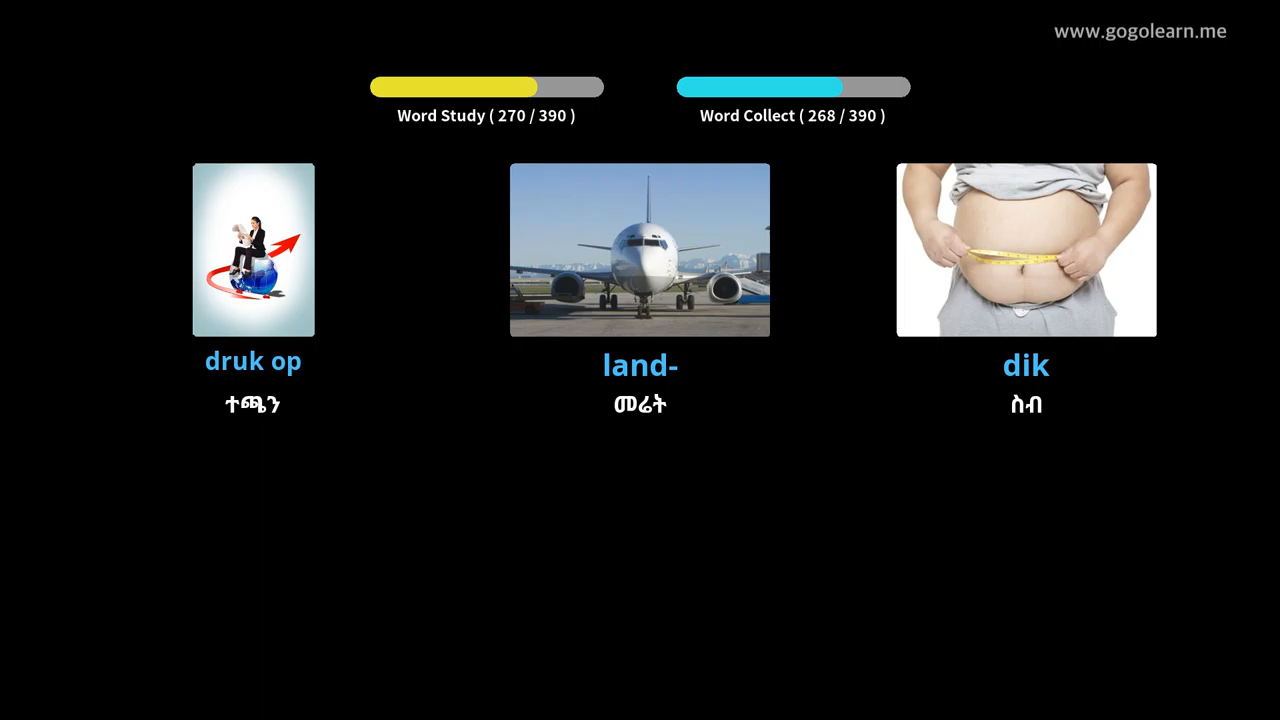 www.gogolearn.me
Word Study ( 270 / 390 )
Word Collect ( 268 / 390 )
druk op
land-
dik
ተጫን
መሬት
ስብ